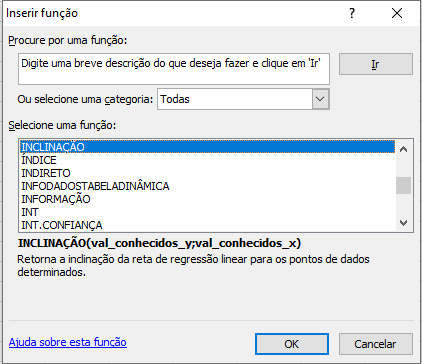 Inserir função
?
Procure por uma função:
Digite uma breve descrição do que deseja fazer e clique em 'Ir'
Ir
Ou selecione uma categoria: Todas
Selecione uma função:
INCLINAÇÃO
ÍNDICE
INDIRETO
INFODADOSTABELADINÂMICA
INFORMAÇÃO
INT
INT.CONFIANÇA
INCLINAÇÃO(val_conhecidos_y;val_conhecidos_x)
Retorna a inclinação da reta de regressão linear para os pontos de dados
determinados.
Ajuda sobre esta função
OK
Cancelar